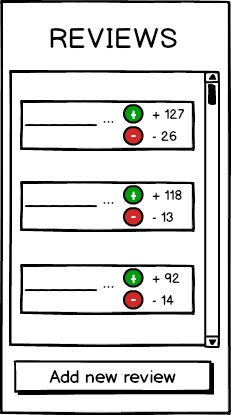 REVIEWS
... + + 127
- - 26
... + + 118
- - 13
... + + 92
- - 14
Add new review